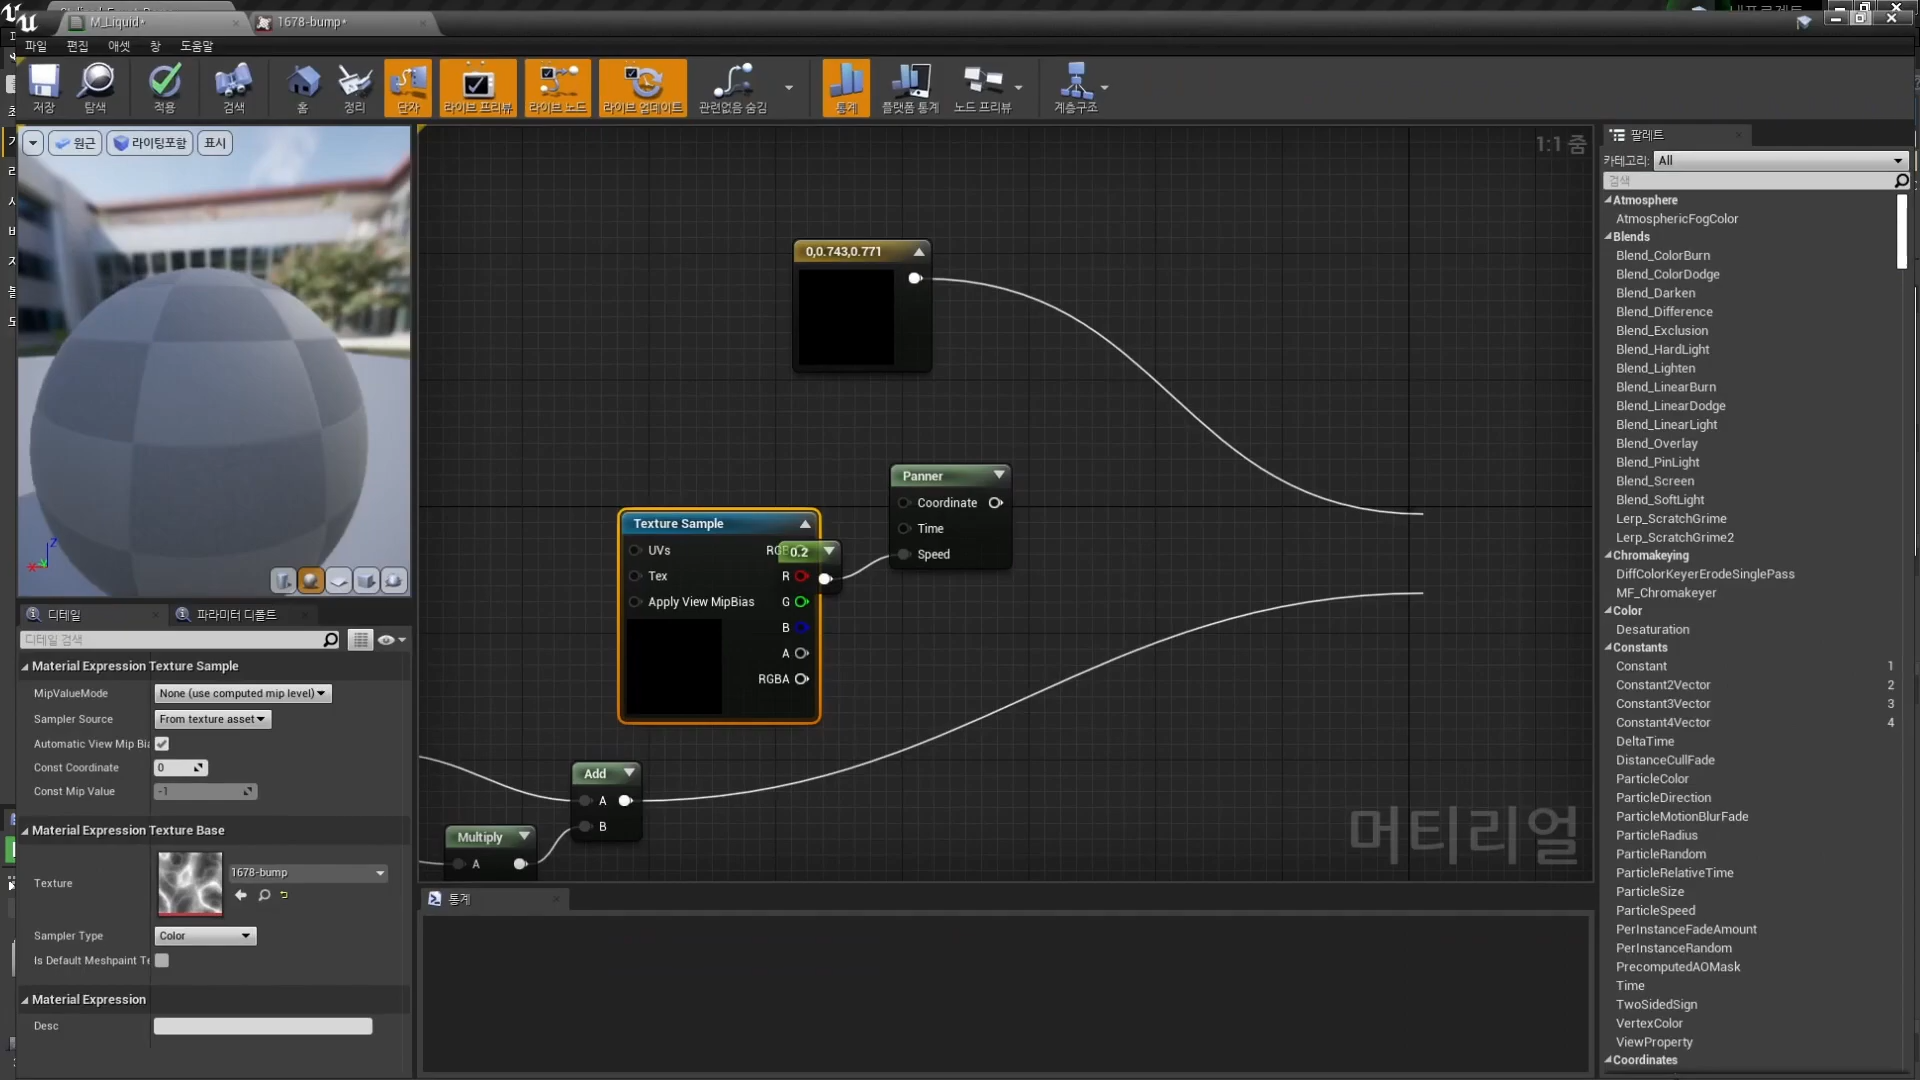 M_Liquid*
1678-bump*
파일 편집 애셋 창 도움말
저장
탐색
적용
검색
홈
정리
단자
라이브 프리뷰
라이브 노드
라이브 업데이트
관련없음 숨김
통계
플랫폼 통계
노드 프리뷰
계층구조
원근
라이팅포함
표시
1:1 줌
0,0.743,0.771
Panner
Coordinate
Time
Speed
Texture Sample
UVs
Tex
Apply View MipBias
0.2
R
G
B
A
RGBA
Add
A
B
Multiply
A
머티리얼
통계
디테일
파라미터 디폴트
디테일 검색
Material Expression Texture Sample
MipValueMode
None (use computed mip level)
Sampler Source
From texture asset
Automatic View Mip Bia
Const Coordinate
0
Const Mip Value
-1
Material Expression Texture Base
Texture
1678-bump
Sampler Type
Color
Is Default Meshpaint Te
Material Expression
Desc
팔레트
카테고리: All
검색
Atmosphere
AtmosphericFogColor
Blends
Blend_ColorBurn
Blend_ColorDodge
Blend_Darken
Blend_Difference
Blend_Exclusion
Blend_HardLight
Blend_Lighten
Blend_LinearBurn
Blend_LinearDodge
Blend_LinearLight
Blend_Overlay
Blend_PinLight
Blend_Screen
Blend_SoftLight
Lerp_ScratchGrime
Lerp_ScratchGrime2
Chromakeying
DiffColorKeyerErodeSinglePass
MF_Chromakeyer
Color
Desaturation
Constants
Constant 1
Constant2Vector 2
Constant3Vector 3
Constant4Vector 4
DeltaTime
DistanceCullFade
ParticleColor
ParticleDirection
ParticleMotionBlurFade
ParticleRadius
ParticleRandom
ParticleRelativeTime
ParticleSize
ParticleSpeed
PerInstanceFadeAmount
PerInstanceRandom
PrecomputedAOMask
Time
TwoSidedSign
VertexColor
ViewProperty
Coordinates